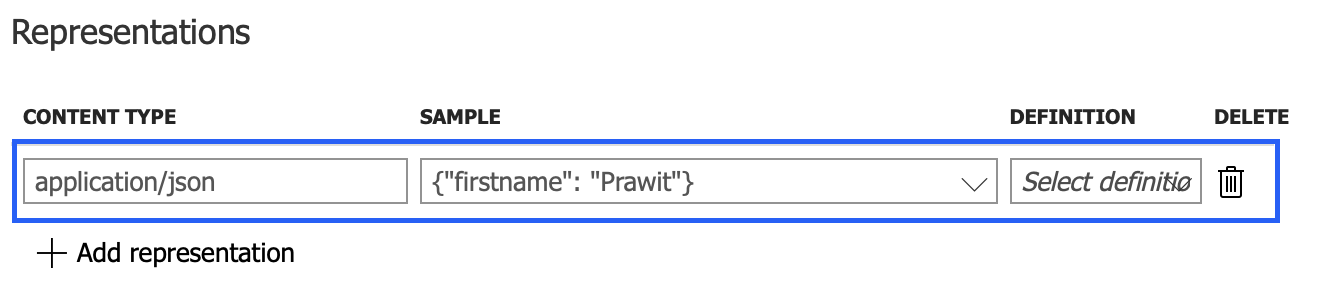 Representations
CONTENT TYPE SAMPLE DEFINITION DELETE
application/json {"firstname": "Prawit"} Select definitio
Add representation